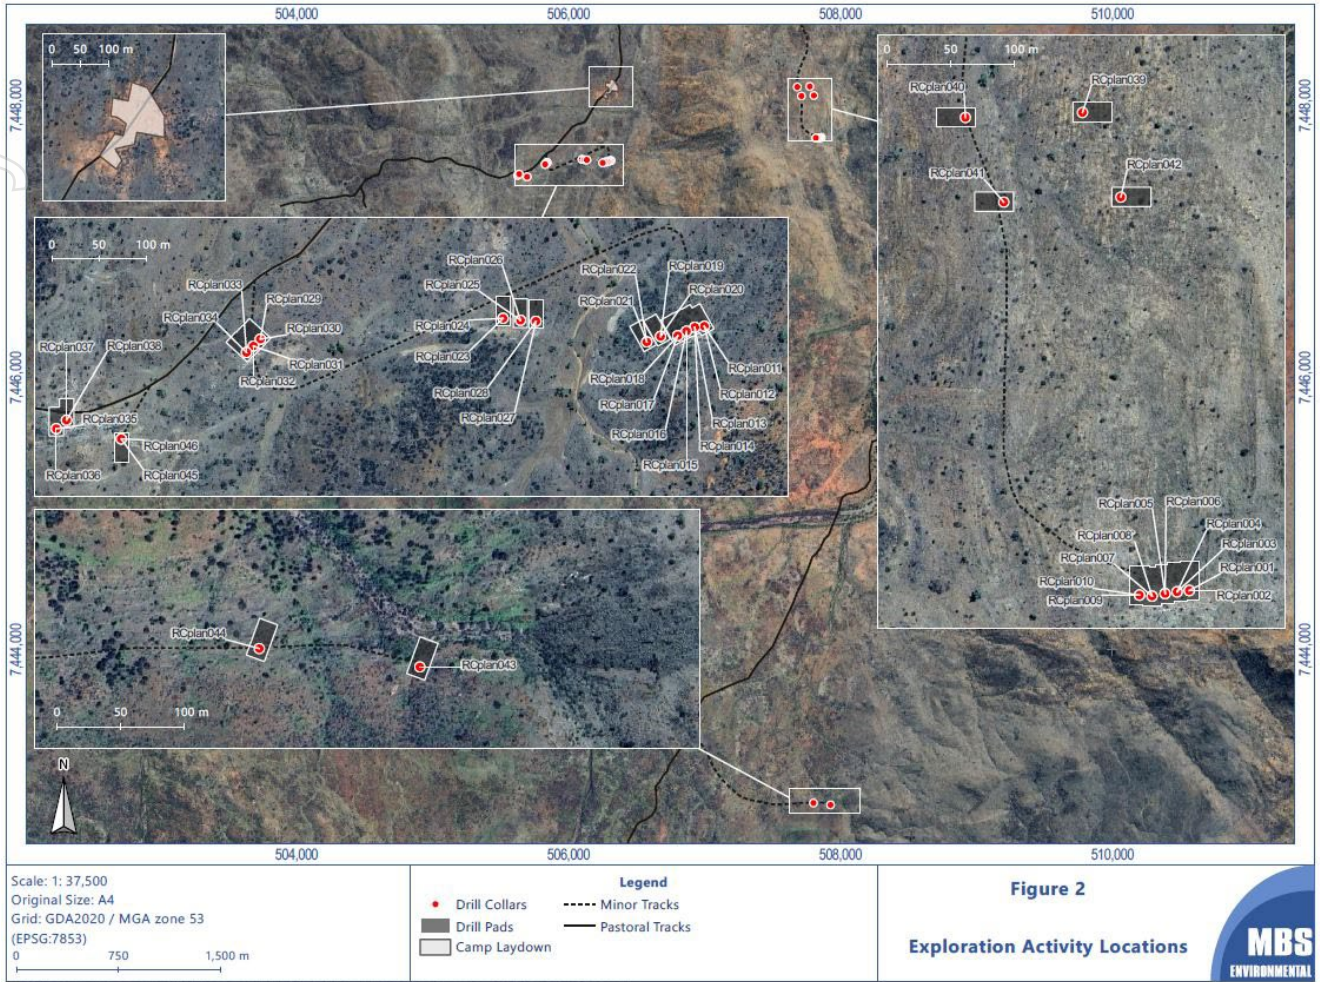 504,000
506,000
508,000
510,000
7,448,000
7,446,000
7,444,000
7,448,000
7,446,000
7,444,000
0 50 100 m
0 50 100 m
RCplan040
RCplan039
RCplan041
RCplan042
RCplan005
RCplan006
RCplan008
RCplan004
RCplan007
RCplan003
RCplan010
RCplan001
RCplan009
RCplan002
0 50 100 m
RCplan026
RCplan033
RCplan029
RCplan025
RCplan022
RCplan019
RCplan034
RCplan030
RCplan024
RCplan021
RCplan020
RCplan037
RCplan038
RCplan031
RCplan023
RCplan032
RCplan028
RCplan018
RCplan011
RCplan035
RCplan027
RCplan017
RCplan012
RCplan046
RCplan016
RCplan013
RCplan036
RCplan045
RCplan015
RCplan014
RCplan044
RCplan043
0 50 100 m
N
504,000
506,000
508,000
510,000
Scale: 1: 37,500
Original Size: A4
Grid: GDA2020 / MGA zone 53
(EPSG:7853)
0 750 1,500 m
Legend
Drill Collars
Minor Tracks
Drill Pads
Pastoral Tracks
Camp Laydown
Figure 2
Exploration Activity Locations
MBS
ENVIRONMENTAL